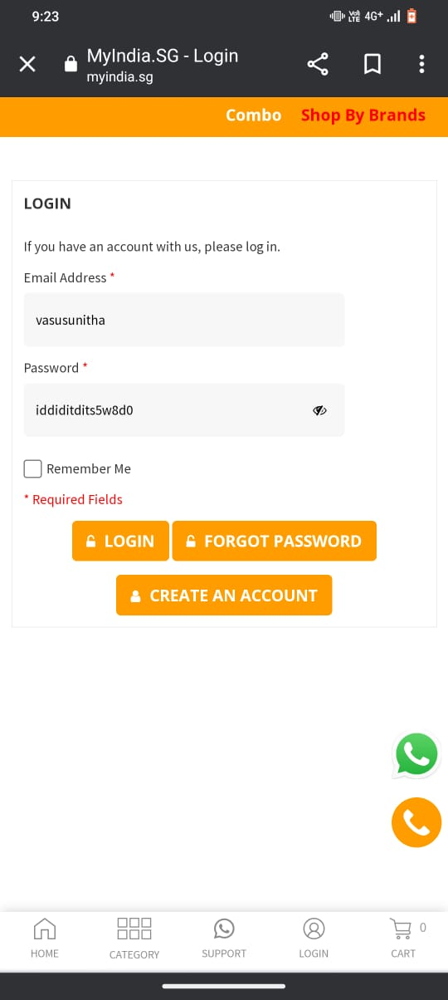 9:23
Vo)) LTE 4G+
MyIndia.SG - Login
myindia.sg
Combo Shop By Brands
LOGIN
If you have an account with us, please log in.
Email Address *
vasusunitha
Password *
iddiditdits5w8d0
Remember Me
* Required Fields
LOGIN FORGOT PASSWORD
CREATE AN ACCOUNT
0
HOME CATEGORY SUPPORT LOGIN CART